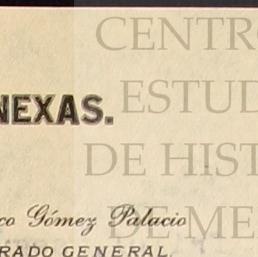 CENTRO
NEXAS. ESTUD
DE HIST
co Gómez Palacio
DE ME
RADO GENERAL